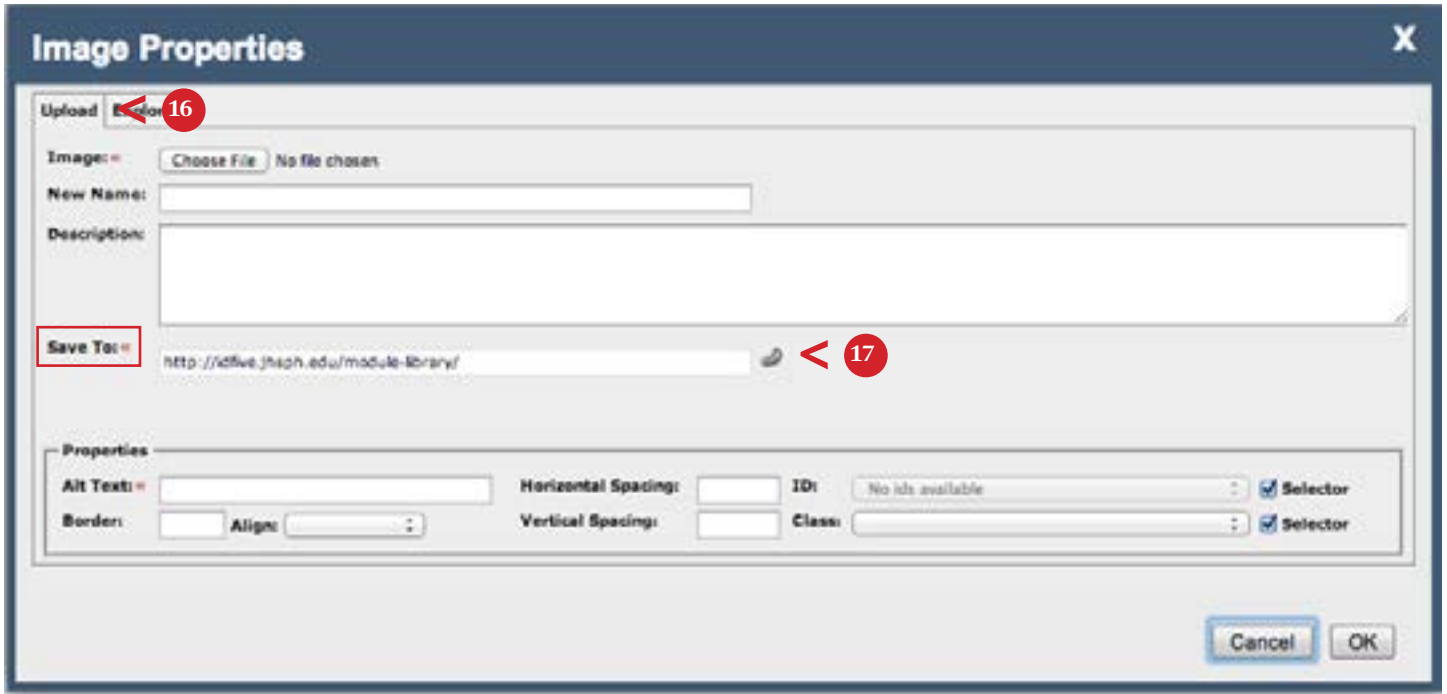 Image Properties X
Upload < 16
Image:* Choose File No file chosen
New Name:
Description:
Save To:*
http://idfive.jhsph.edu/module-library/ < 17
Properties
Alt Text:* Horizontal Spacing: ID: No ids available Selector
Border: Align: Vertical Spacing: Class: Selector
Cancel OK